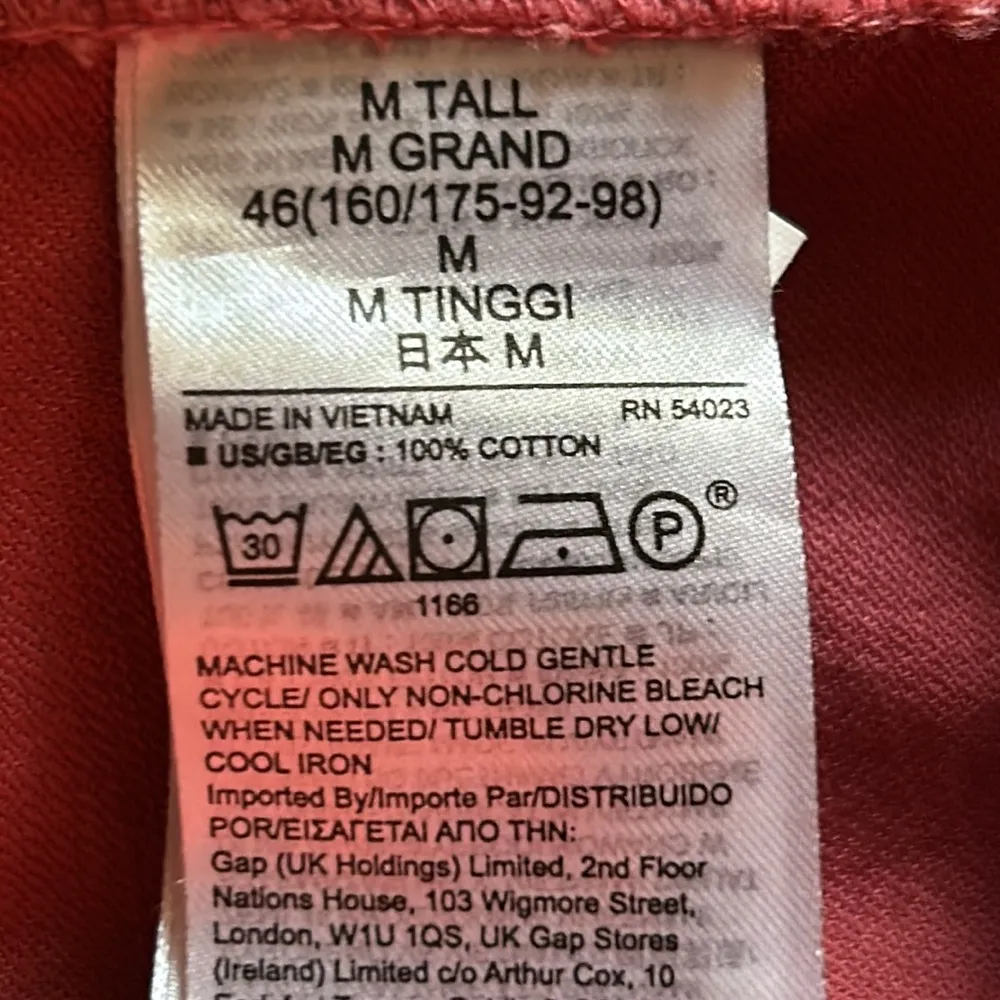 M TALL
M GRAND
46(160/175-92-98)
M
M TINGGI
日本 M
MADE IN VIETNAM RN 54023
■ US/GB/EG : 100% COTTON
30 P ®
1166
MACHINE WASH COLD GENTLE
CYCLE/ ONLY NON-CHLORINE BLEACH
WHEN NEEDED/ TUMBLE DRY LOW/
COOL IRON
Imported By/Importe Par/DISTRIBUIDO
POR/ΕΙΣΑΓΕΤΑΙ ΑΠΟ ΤΗΝ:
Gap (UK Holdings) Limited, 2nd Floor
Nations House, 103 Wigmore Street,
London, W1U 1QS, UK Gap Stores
(Ireland) Limited c/o Arthur Cox, 10